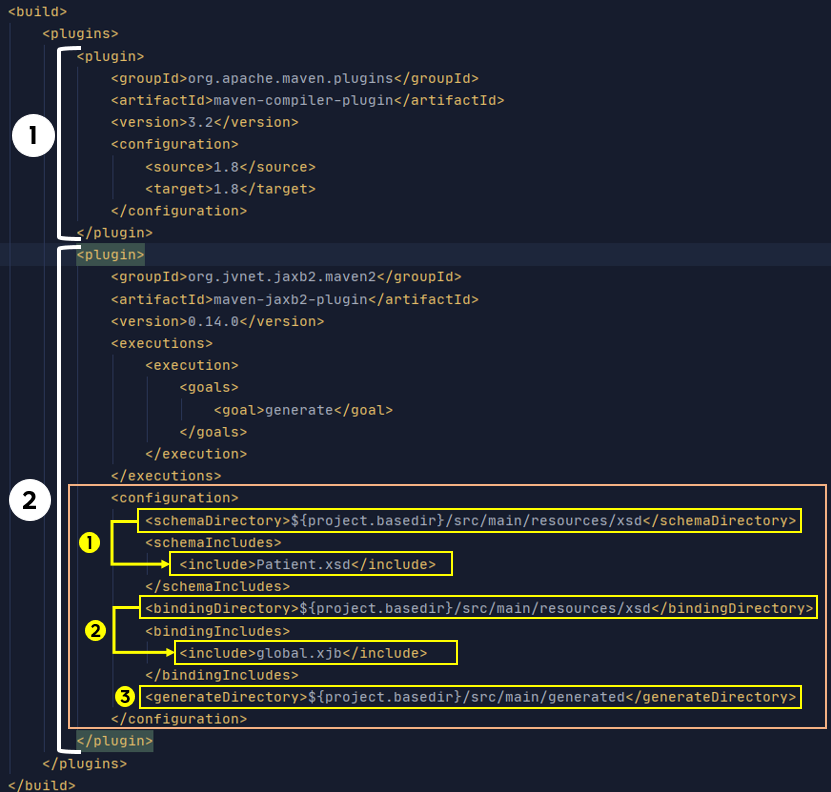 <build>
<plugins>
<plugin>
<groupId>org.apache.maven.plugins</groupId>
<artifactId>maven-compiler-plugin</artifactId>
<version>3.2</version>
1
<configuration>
<source>1.8</source>
<target>1.8</target>
</configuration>
</plugin>
<plugin>
<groupId>org.jvnet.jaxb2.maven2</groupId>
<artifactId>maven-jaxb2-plugin</artifactId>
<version>0.14.0</version>
<executions>
<execution>
<goals>
<goal>generate</goal>
</goals>
</execution>
</executions>
2
<configuration>
<schemaDirectory>${project.basedir}/src/main/resources/xsd</schemaDirectory>
1
<schemaIncludes>
<include>Patient.xsd</include>
</schemaIncludes>
<bindingDirectory>${project.basedir}/src/main/resources/xsd</bindingDirectory>
2
<bindingIncludes>
<include>global.xjb</include>
</bindingIncludes>
3 <generateDirectory>${project.basedir}/src/main/generated</generateDirectory>
</configuration>
</plugin>
</plugins>
</build>